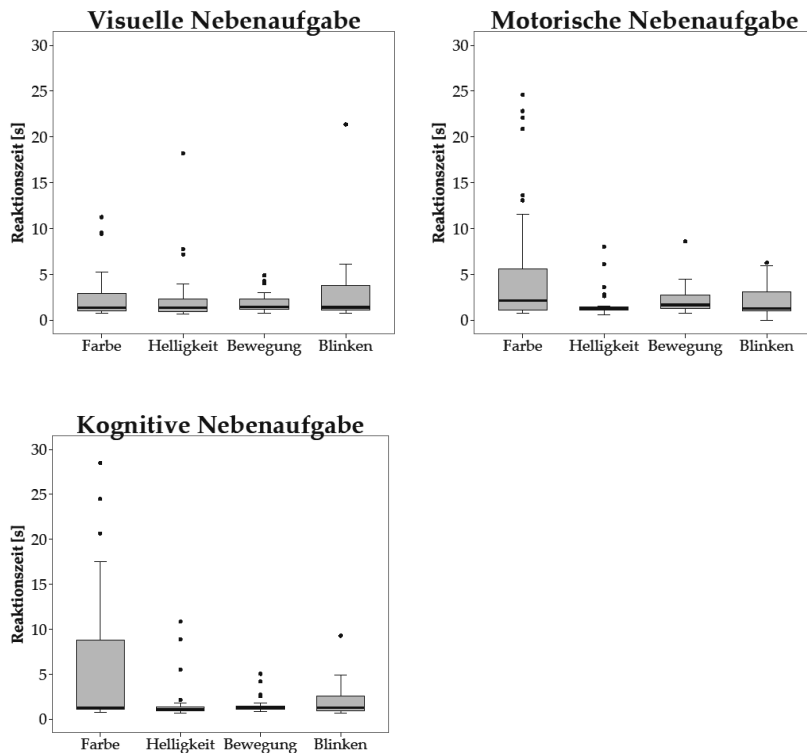 Visuelle Nebenaufgabe
30
25
20
15
10
5
0
Reaktionszeit [s]
Farbe Helligkeit Bewegung Blinken
Motorische Nebenaufgabe
30
25
20
15
10
5
0
Reaktionszeit [s]
Farbe Helligkeit Bewegung Blinken
Kognitive Nebenaufgabe
30
25
20
15
10
5
0
Reaktionszeit [s]
Farbe Helligkeit Bewegung Blinken